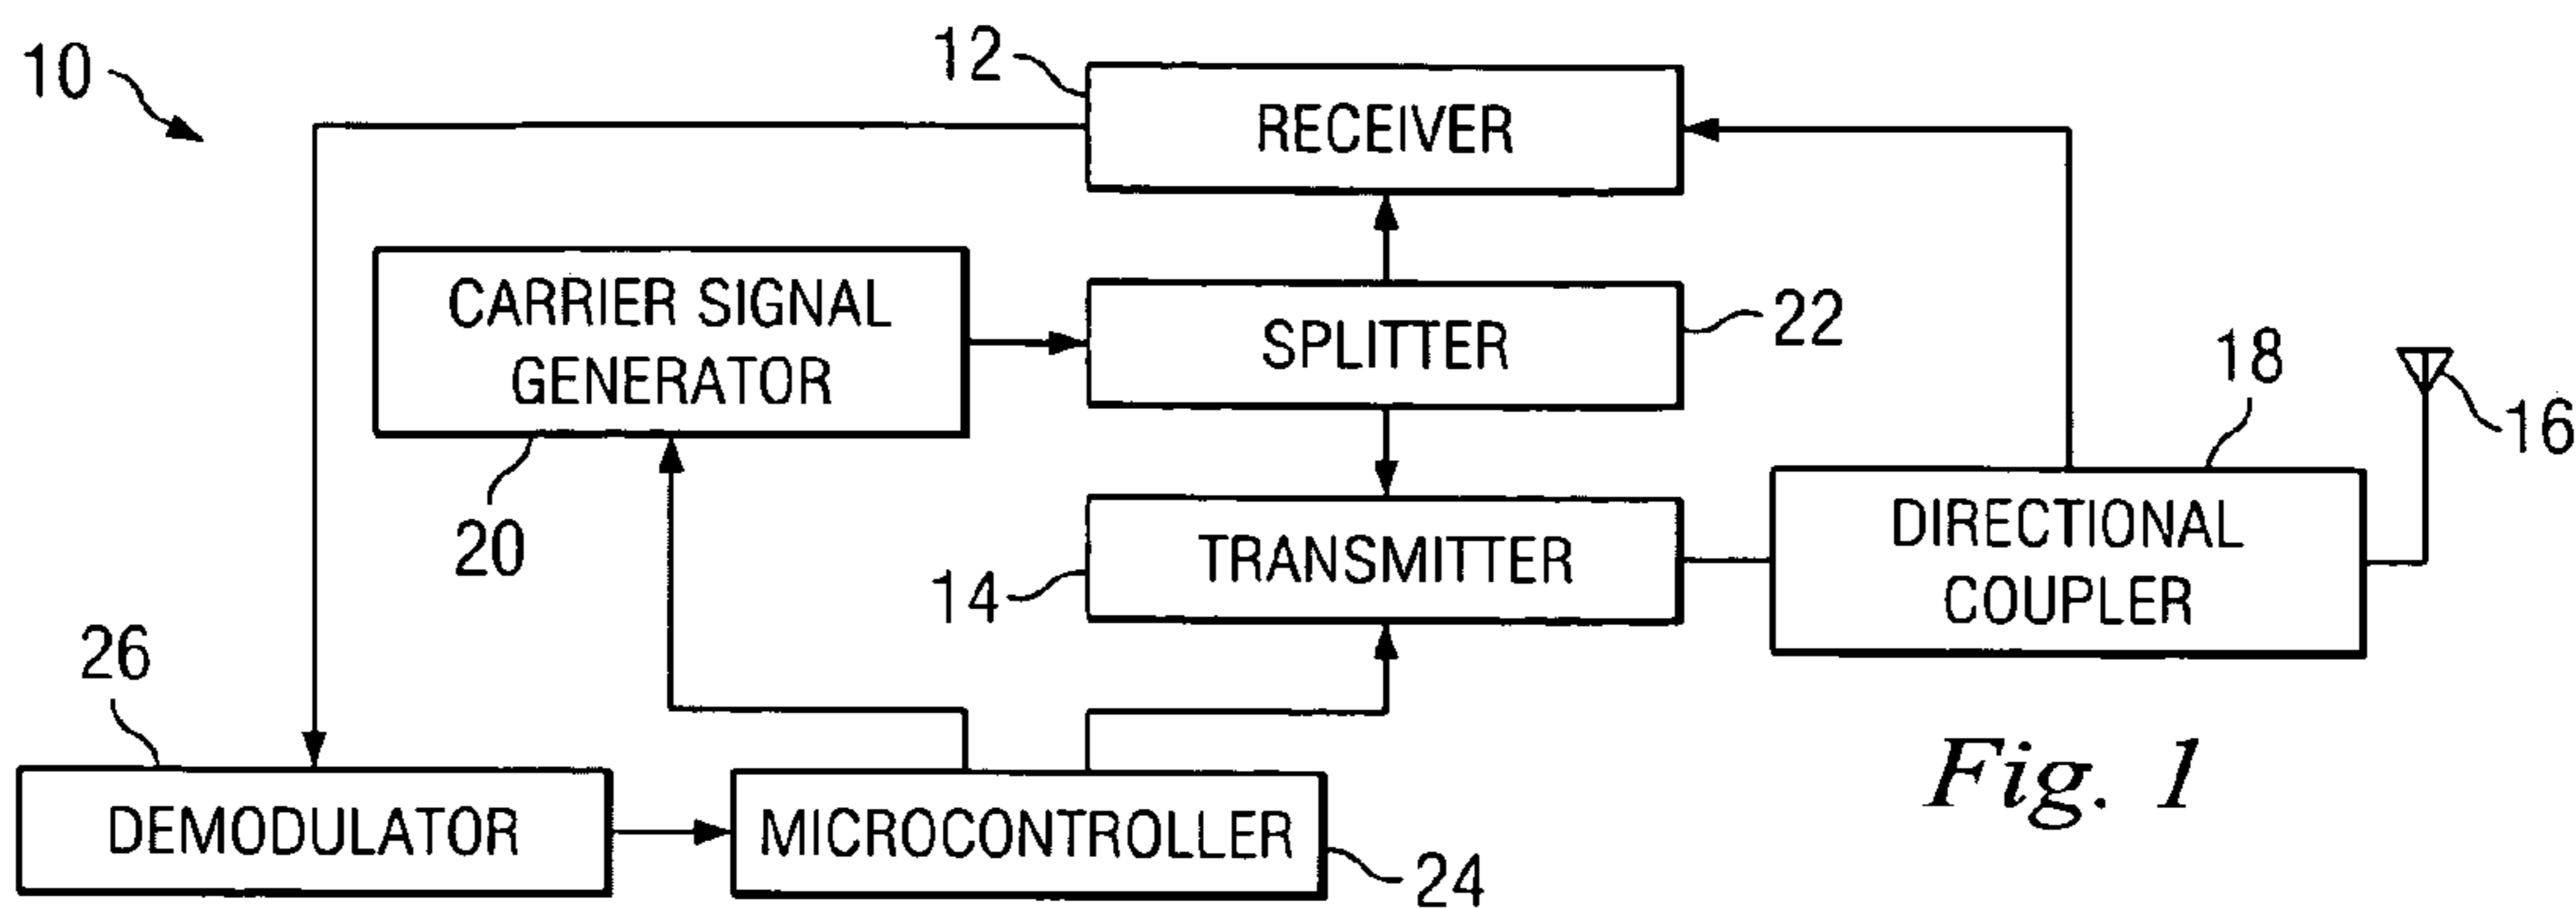 10
12
RECEIVER
CARRIER SIGNAL
GENERATOR
20
SPLITTER
22
18
16
14
TRANSMITTER
DIRECTIONAL
COUPLER
26
DEMODULATOR
MICROCONTROLLER
24
Fig. 1